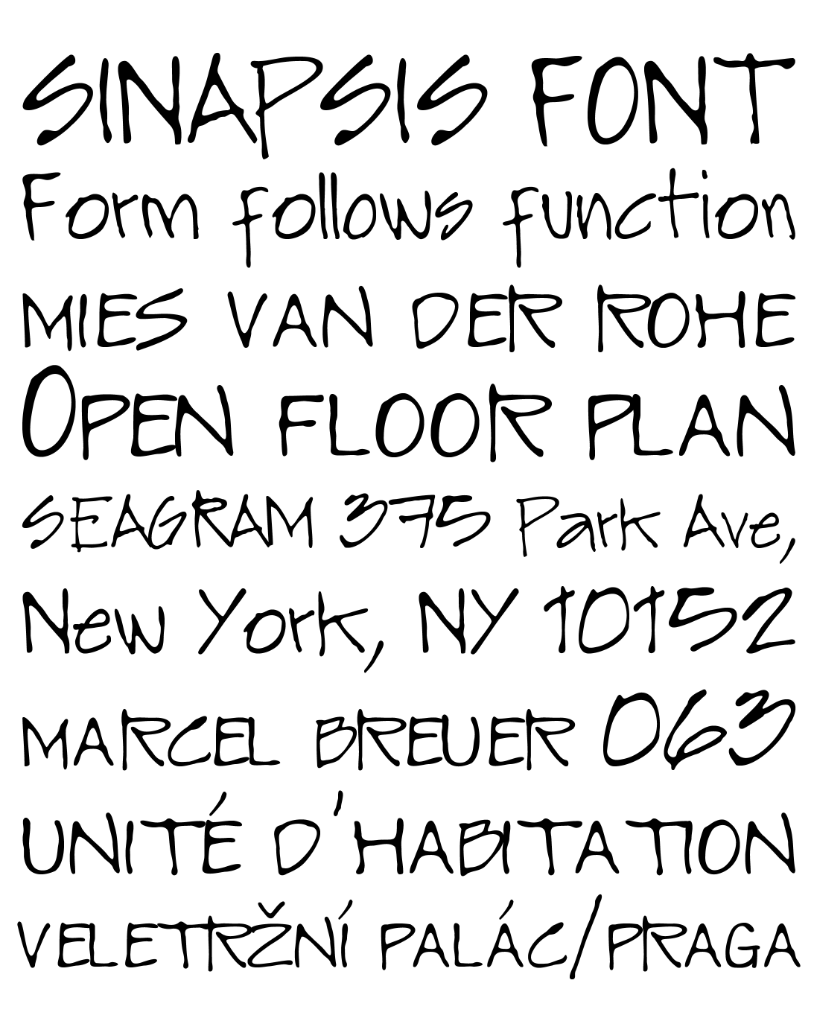 SINAPSIS FONT
Form follows function
MIES VAN DER ROHE
OPEN FLOOR PLAN
SEAGRAM 375 Park Ave,
New York, NY 10152
MARCEL BREUER 063
UNITÉ D'HABITATION
VELETRŽNÍ PALÁC/PRAGA